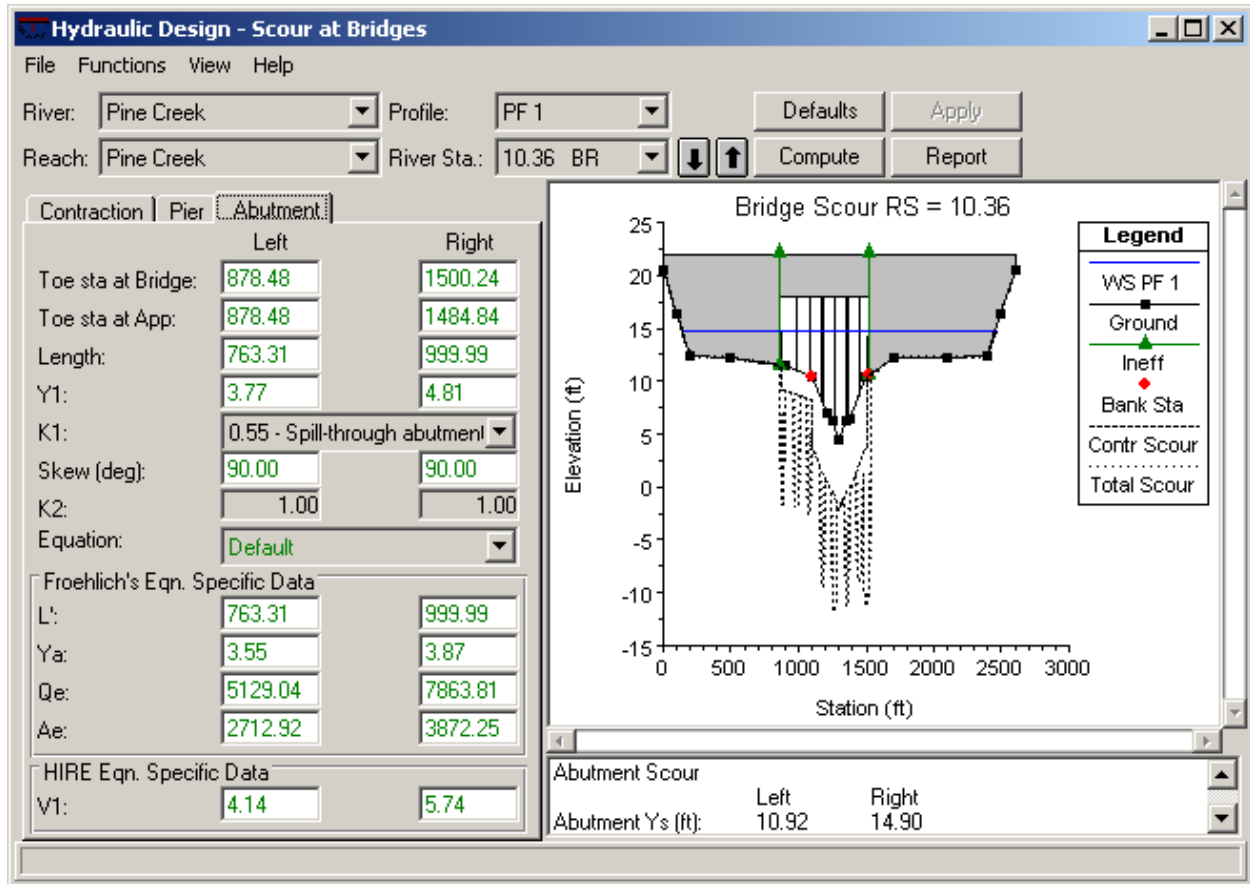 Hydraulic Design - Scour at Bridges
File Functions View Help
River: Pine Creek Profile: PF 1 Defaults Apply
Reach: Pine Creek River Sta.: 10.36 BR Compute Report
Contraction Pier Abutment
Left Right
Toe sta at Bridge: 878.48 1500.24
Toe sta at App: 878.48 1484.84
Length: 763.31 999.99
Y1: 3.77 4.81
K1: 0.55 - Spill-through abutment
Skew (deg): 90.00 90.00
K2: 1.00 1.00
Equation: Default
Froehlich's Eqn. Specific Data
L': 763.31 999.99
Ya: 3.55 3.87
Qe: 5129.04 7863.81
Ae: 2712.92 3872.25
HIRE Eqn. Specific Data
V1: 4.14 5.74
Bridge Scour RS = 10.36
Elevation (ft)
25
20
15
10
5
0
-5
-10
-15
0 500 1000 1500 2000 2500 3000
Station (ft)
Legend
WS PF 1
Ground
Ineff
Bank Sta
Contr Scour
Total Scour
Abutment Scour
Left Right
Abutment Ys (ft): 10.92 14.90